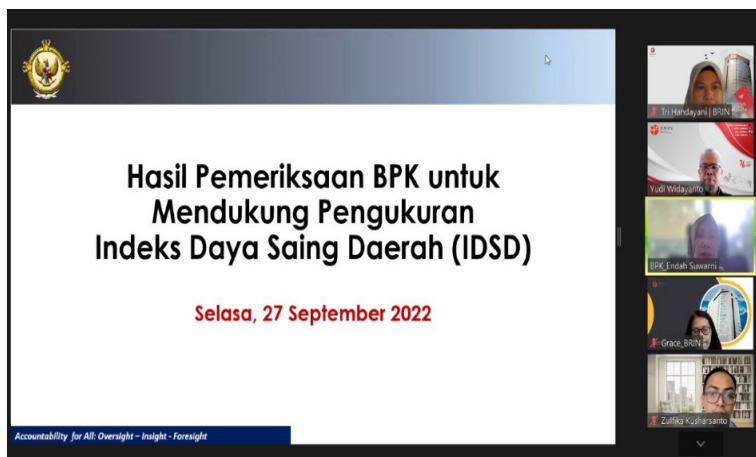 Hasil Pemeriksaan BPK untuk
Mendukung Pengukuran
Indeks Daya Saing Daerah (IDSD)
Selasa, 27 September 2022
Accountability for All: Oversight – Insight - Foresight
Tri Handayani | BRIN
Yudi Widayanto
BPK_Endah Suwarni
Grace_BRIN
Zulfika Kusharsanto